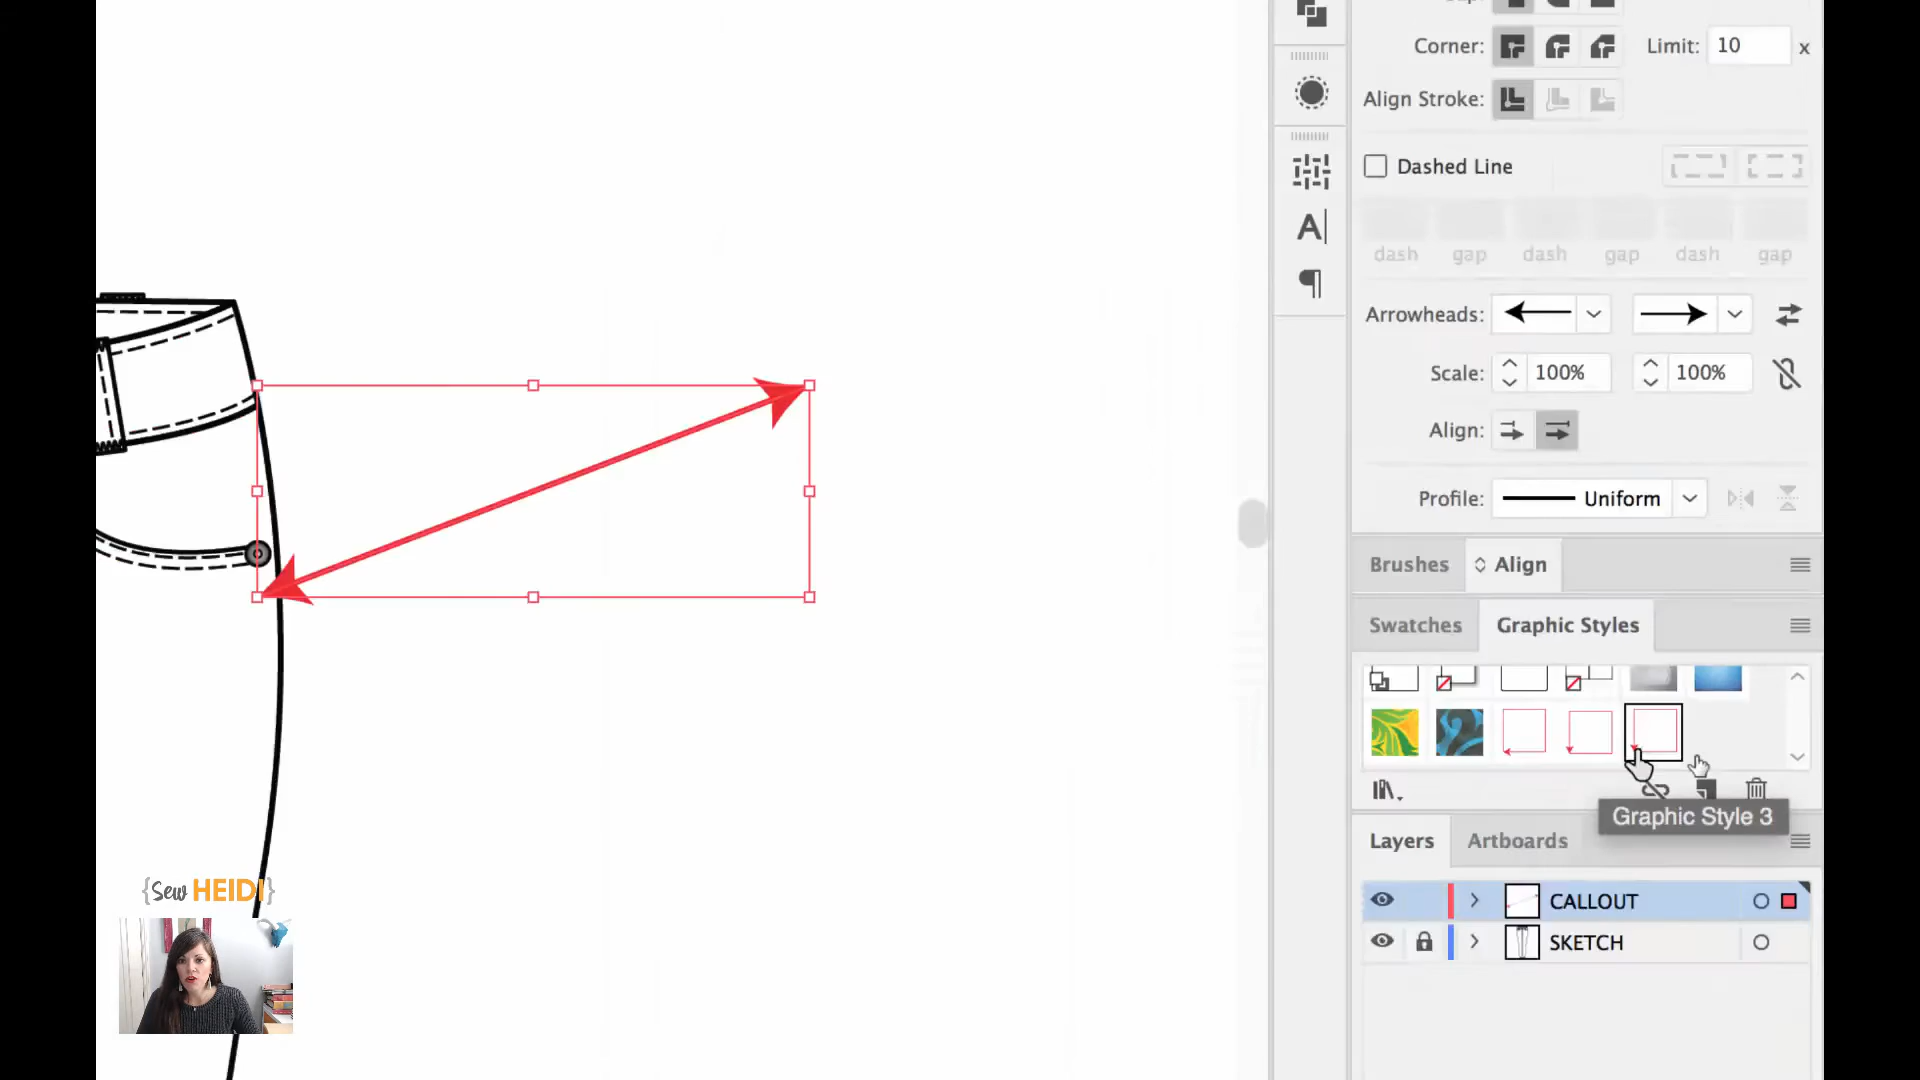 Corner:
Limit: 10 x
Align Stroke:
Dashed Line
dash gap dash gap dash gap
Arrowheads:
Scale: 100% 100%
Align:
Profile: Uniform
Brushes Align
Swatches Graphic Styles
Graphic Style 3
Layers Artboards
CALLOUT
SKETCH
{Sew HEIDI}